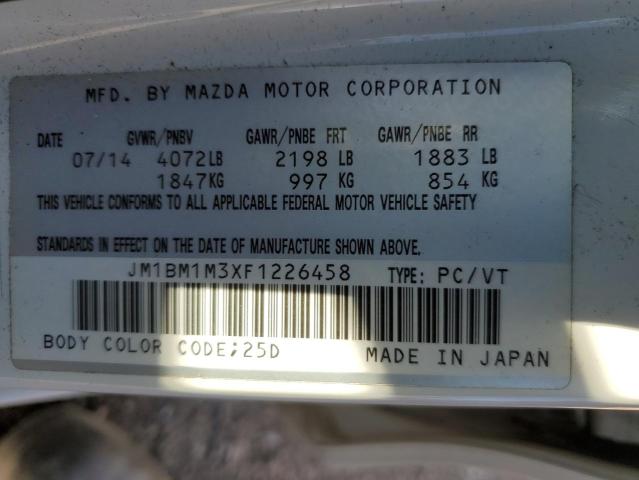 MFD. BY MAZDA MOTOR CORPORATION
DATE GVWR/PNBV GAWR/PNBE FRT GAWR/PNBE RR
07/14 4072LB 2198 LB 1883 LB
1847KG 997 KG 854 KG
THIS VEHICLE CONFORMS TO ALL APPLICABLE FEDERAL MOTOR VEHICLE SAFETY
STANDARDS IN EFFECT ON THE DATE OF MANUFACTURE SHOWN ABOVE.
JM1BM1M3XF1226458 TYPE: PC/VT
BODY COLOR CODE;25D MADE IN JAPAN